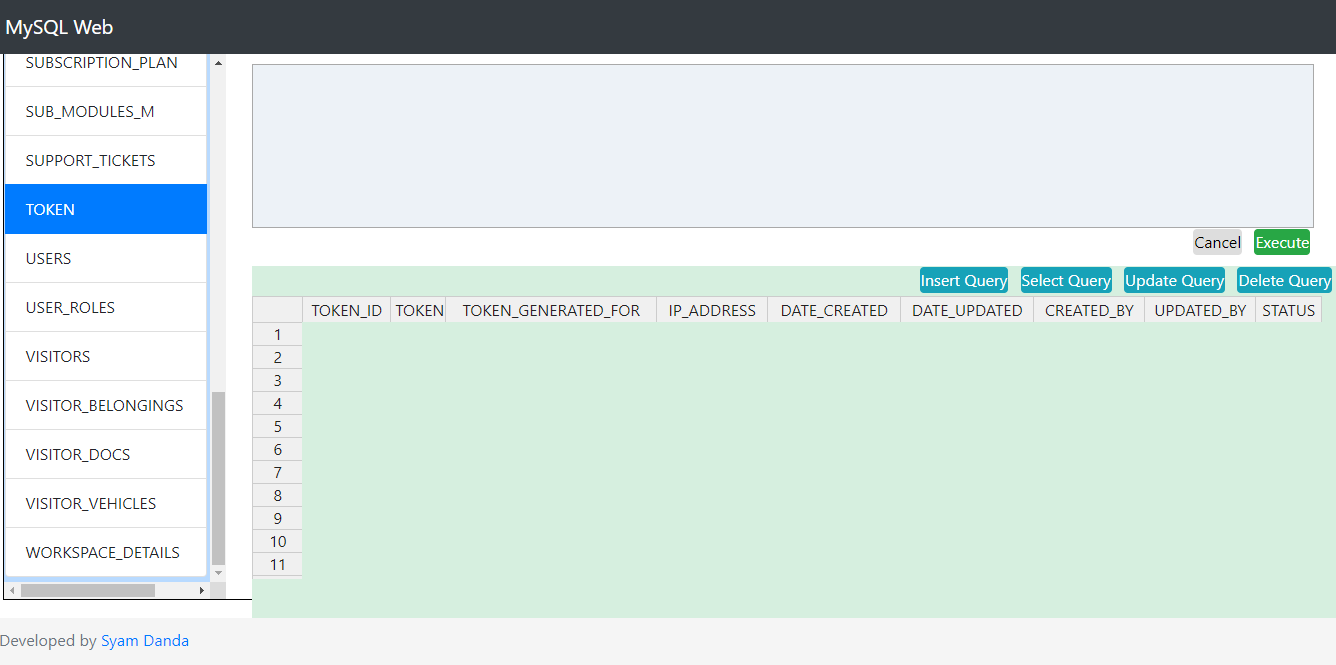 MySQL Web
SUBSCRIPTION_PLAN
SUB_MODULES_M
SUPPORT_TICKETS
TOKEN
USERS
USER_ROLES
VISITORS
VISITOR_BELONGINGS
VISITOR_DOCS
VISITOR_VEHICLES
WORKSPACE_DETAILS
Cancel Execute
Insert Query Select Query Update Query Delete Query
TOKEN_ID TOKEN TOKEN_GENERATED_FOR IP_ADDRESS DATE_CREATED DATE_UPDATED CREATED_BY UPDATED_BY STATUS
1
2
3
4
5
6
7
8
9
10
11
Developed by Syam Danda